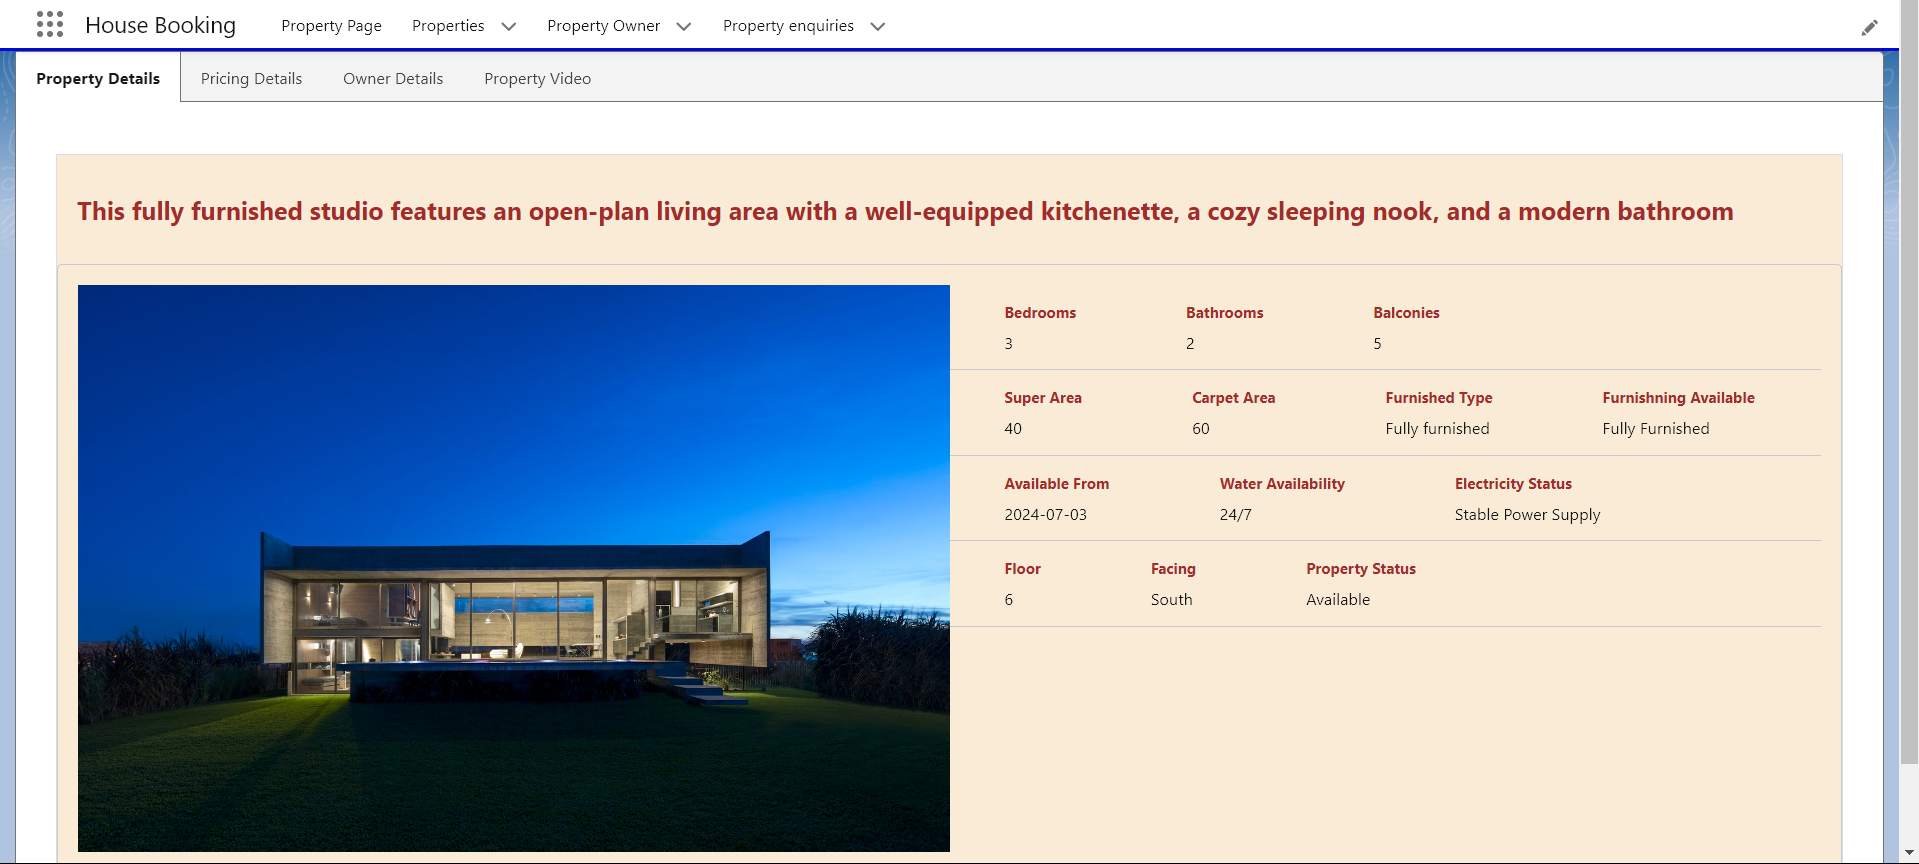 House Booking
Property Page Properties Property Owner Property enquiries
Property Details Pricing Details Owner Details Property Video
This fully furnished studio features an open-plan living area with a well-equipped kitchenette, a cozy sleeping nook, and a modern bathroom
Bedrooms Bathrooms Balconies
3 2 5
Super Area Carpet Area Furnished Type Furnishning Available
40 60 Fully furnished Fully Furnished
Available From Water Availability Electricity Status
2024-07-03 24/7 Stable Power Supply
Floor Facing Property Status
6 South Available